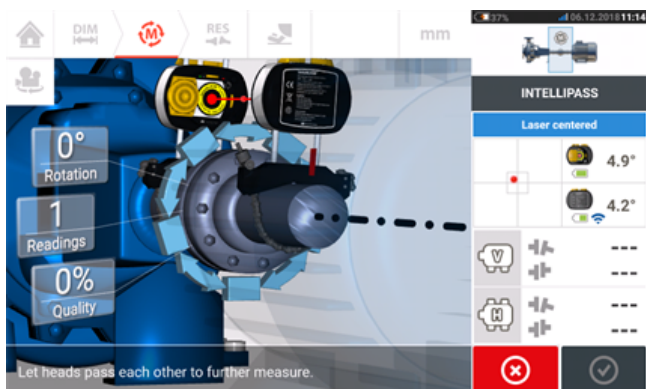 DIM
M
RES
mm
37%
06.12.2018 11:14
INTELLIPASS
Laser centered
4.9°
4.2°
0°
Rotation
1
Readings
0%
Quality
V
---
---
H
---
---
Let heads pass each other to further measure.